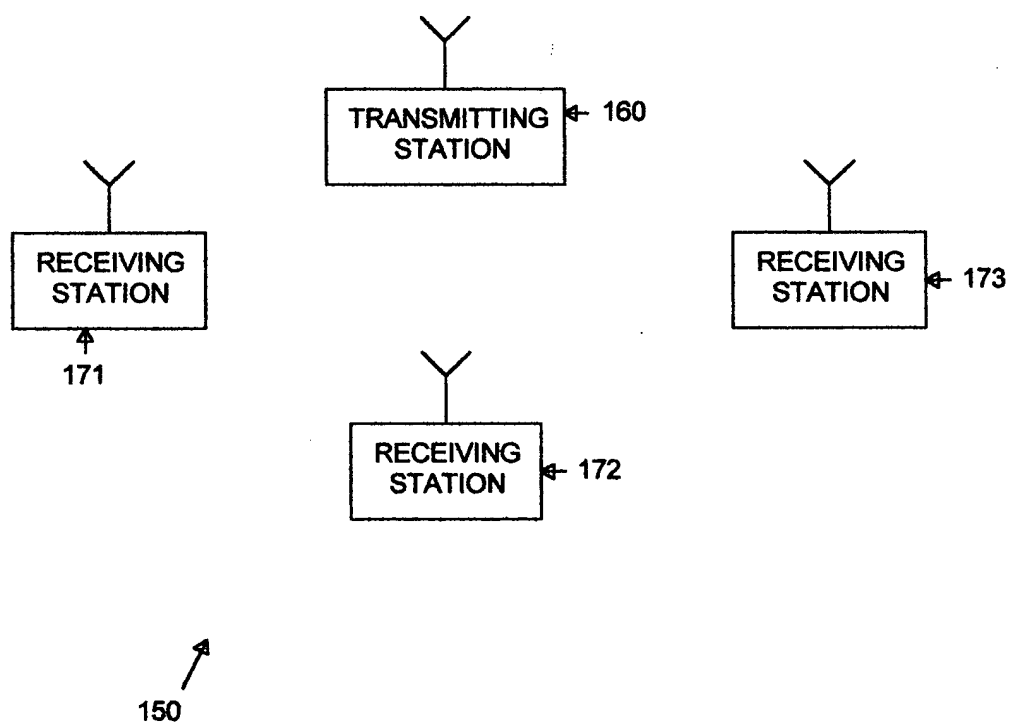 TRANSMITTING
STATION
160
RECEIVING
STATION
171
RECEIVING
STATION
173
RECEIVING
STATION
172
150